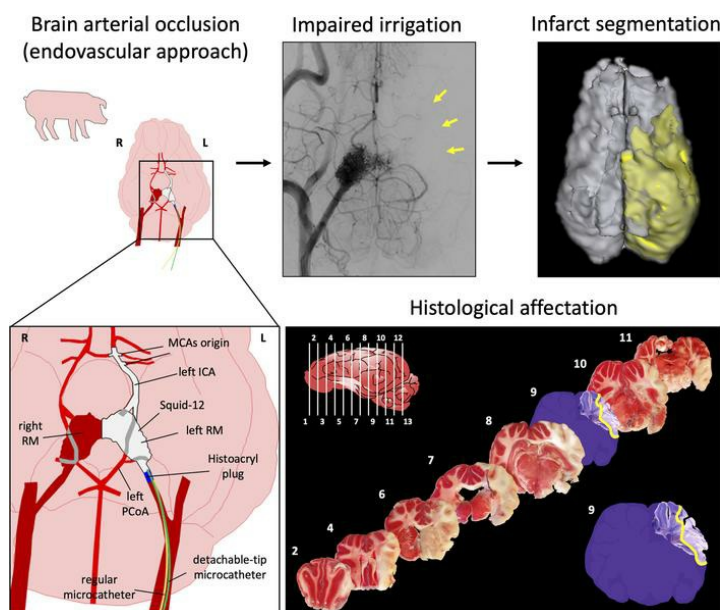 Brain arterial occlusion
(endovascular approach)
Impaired irrigation
Infarct segmentation
R
L
R
L
MCAs origin
left ICA
Squid-12
right
RM
left RM
Histoacryl
plug
left
PCoA
detachable-tip
microcatheter
regular
microcatheter
Histological affectation
2 4 6 8 10 12
1 3 5 7 9 11 13
11
10
9
8
7
6
4
2
9